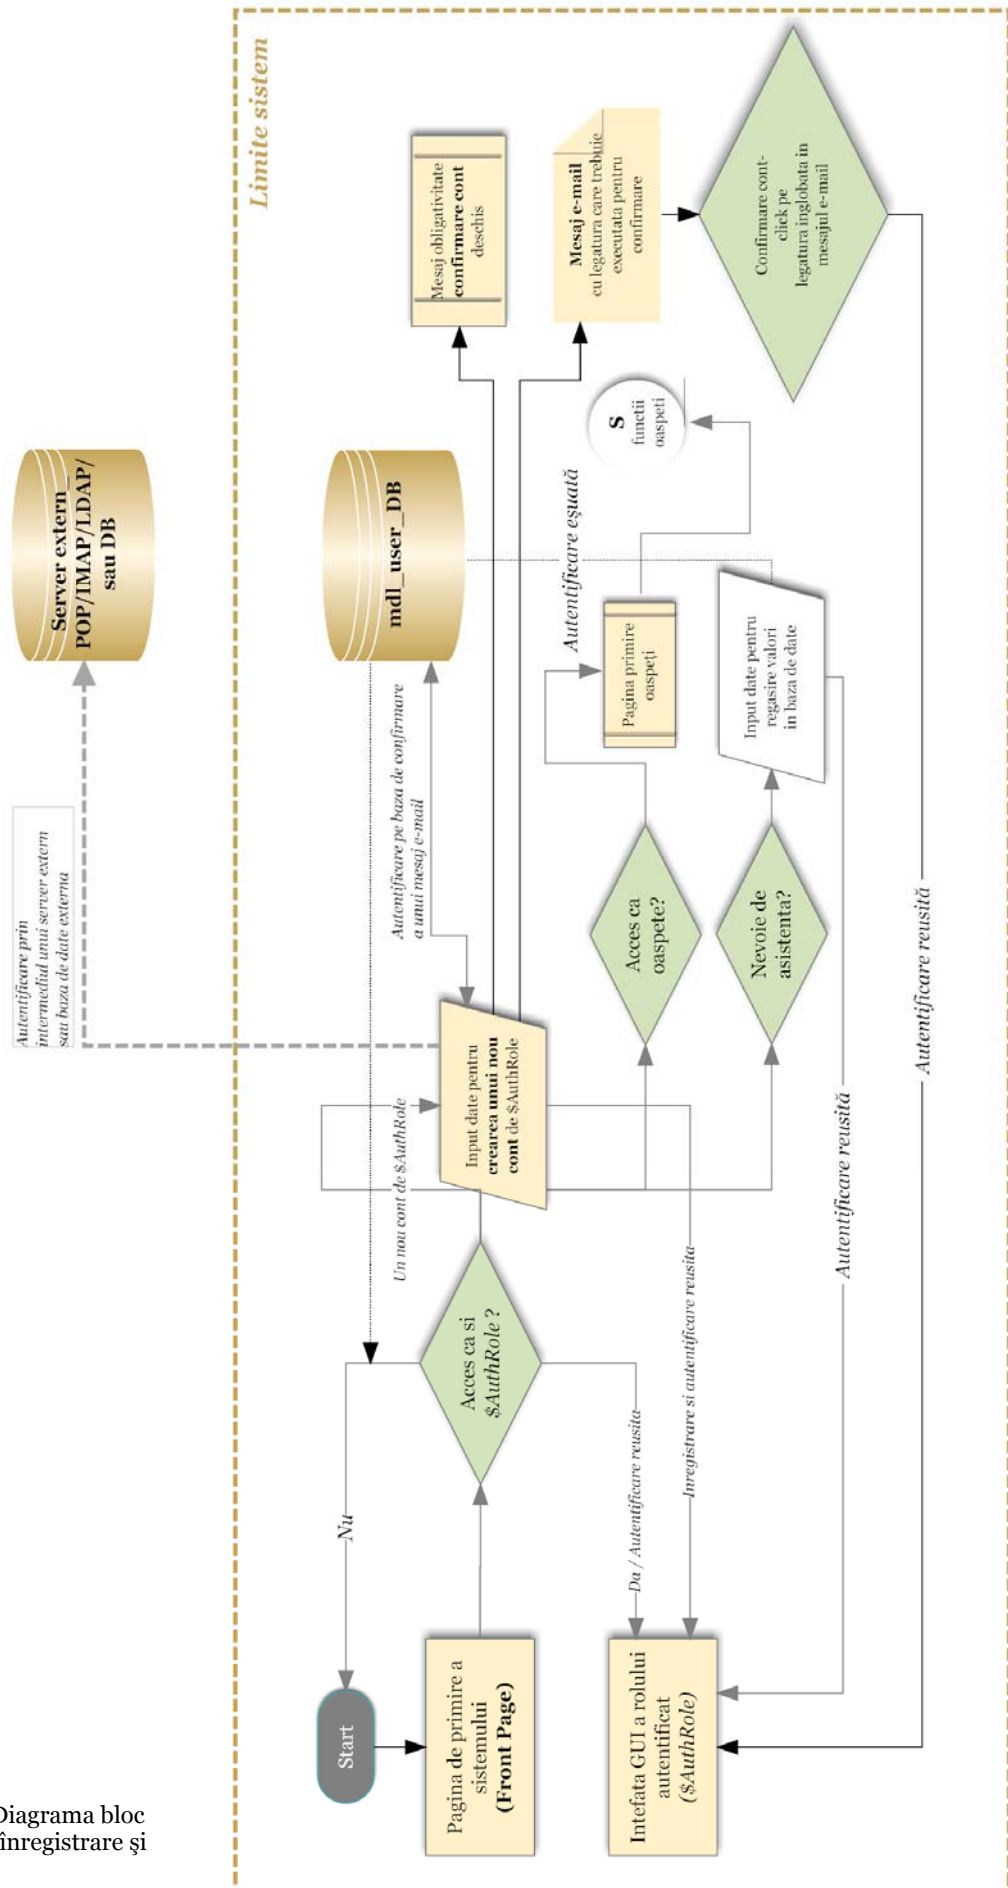 Limite sistem
Server extern_
POP/IMAP/LDAP/
sau DB
Autentificare prin
intermediul unui server extern
sau baza de date externa
mdl_user_DB
Autentificare pe baza de confirmare
a unui mesaj e-mail
Mesaj obligativitate
confirmare cont
deschis
Mesaj e-mail
cu legatura care trebuie
executata pentru
confirmare
Confirmare cont-
click pe
legatura inglobata in
mesajul e-mail
S
functii
oaspeti
Autentificare eşuată
Pagina primire
oaspeţi
Input date pentru
regasire valori
in baza de date
Acces ca
oaspete?
Nevoie de
asistenta?
Input date pentru
crearea unui nou
cont de $AuthRole
Un nou cont de $AuthRole
Acces ca si
$AuthRole ?
Nu
Da / Autentificare reusita
Inregistrare si autentificare reusita
Autentificare reusită
Autentificare reusită
Start
Pagina de primire a
sistemului
(Front Page)
Intefata GUI a rolului
autentificat
($AuthRole)
Diagrama bloc
înregistrare şi